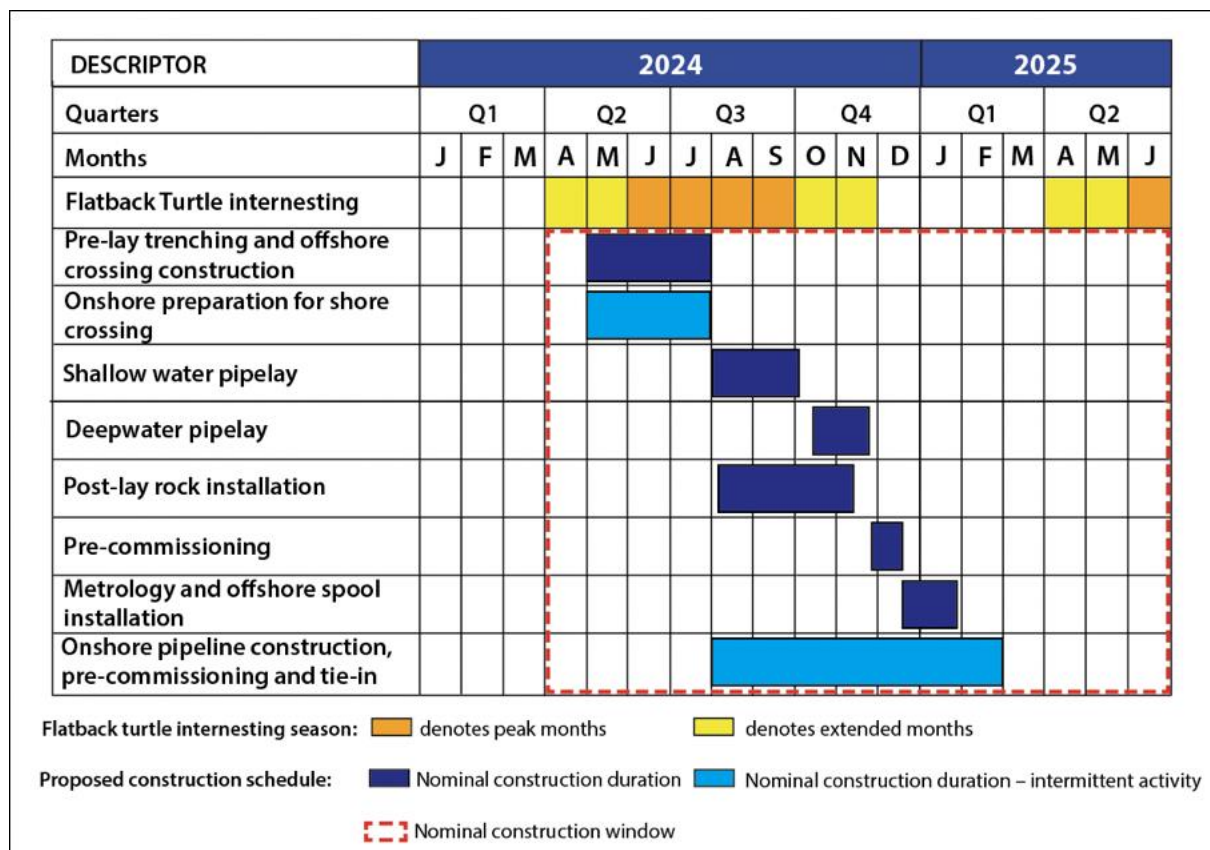 DESCRIPTOR 2024 2025
Quarters Q1 Q2 Q3 Q4 Q1 Q2
Months J F M A M J J A S O N D J F M A M J
Flatback Turtle internesting
Pre-lay trenching and offshore
crossing construction
Onshore preparation for shore
crossing
Shallow water pipelay
Deepwater pipelay
Post-lay rock installation
Pre-commissioning
Metrology and offshore spool
installation
Onshore pipeline construction,
pre-commissioning and tie-in
Flatback turtle internesting season: denotes peak months denotes extended months
Proposed construction schedule: Nominal construction duration Nominal construction duration – intermittent activity
Nominal construction window